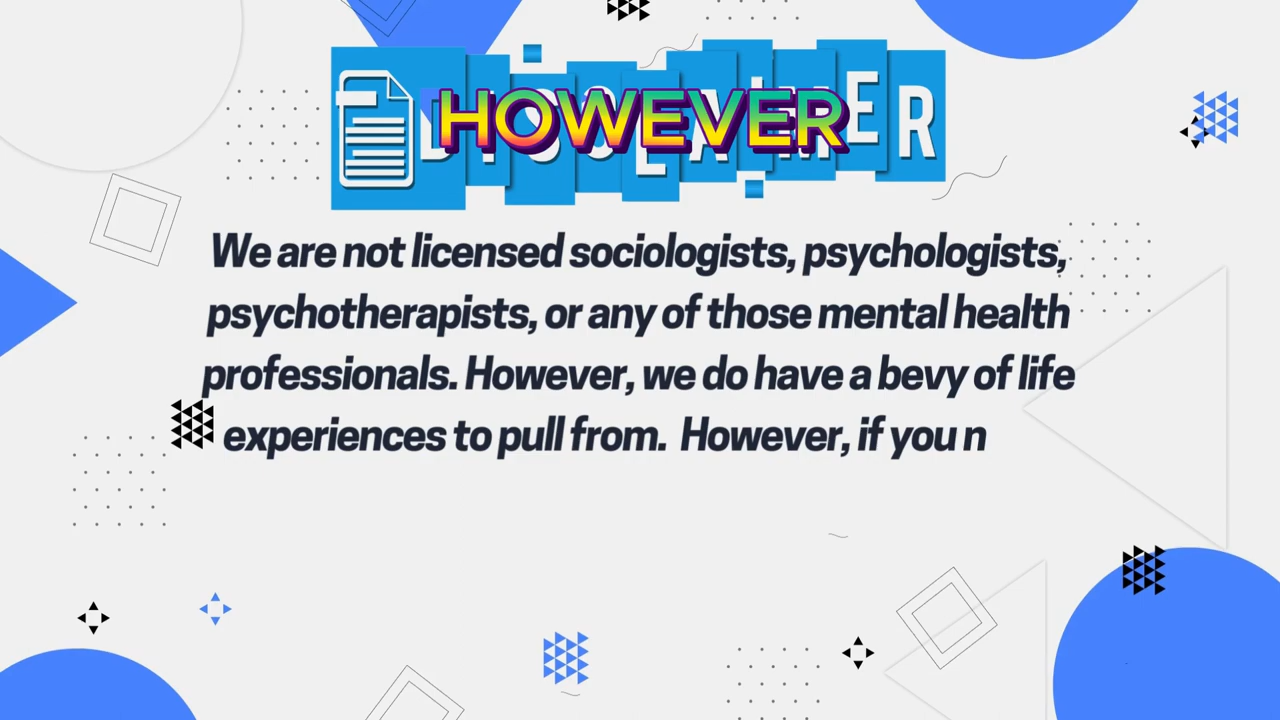 DISCLAIMER
HOWEVER
We are not licensed sociologists, psychologists,
psychotherapists, or any of those mental health
professionals. However, we do have a bevy of life
experiences to pull from.  However, if you n